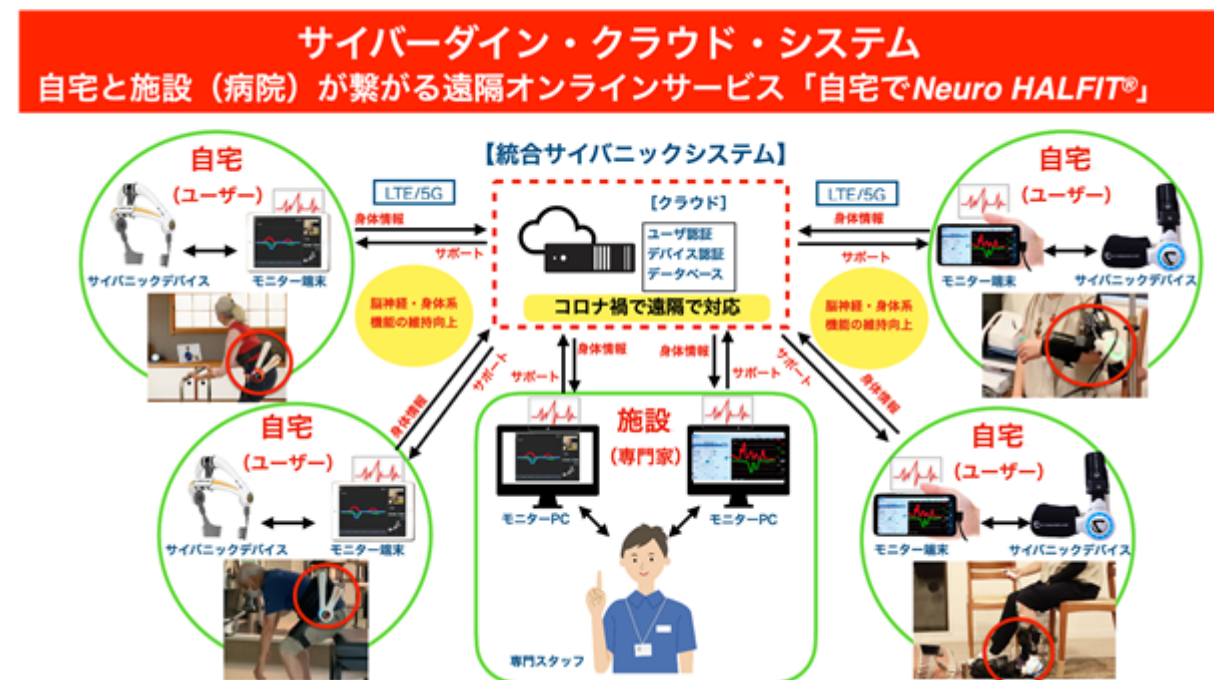 サイバーダイン・クラウド・システム
自宅と施設（病院）が繋がる遠隔オンラインサービス「自宅でNeuro HALFIT®」
【統合サイバニックシステム】
自宅
（ユーザー）
サイバニックデバイス
モニター端末
LTE/5G
身体情報
サポート
脳神経・身体系
機能の維持向上
［クラウド］
ユーザ認証
デバイス認証
データベース
コロナ禍で遠隔で対応
LTE/5G
身体情報
サポート
脳神経・身体系
機能の維持向上
自宅
（ユーザー）
モニター端末
サイバニックデバイス
身体情報
サポート
サポート
身体情報
身体情報
サポート
サポート
身体情報
自宅
（ユーザー）
サイバニックデバイス
モニター端末
施設
（専門家）
モニターPC
モニターPC
専門スタッフ
自宅
（ユーザー）
モニター端末
サイバニックデバイス